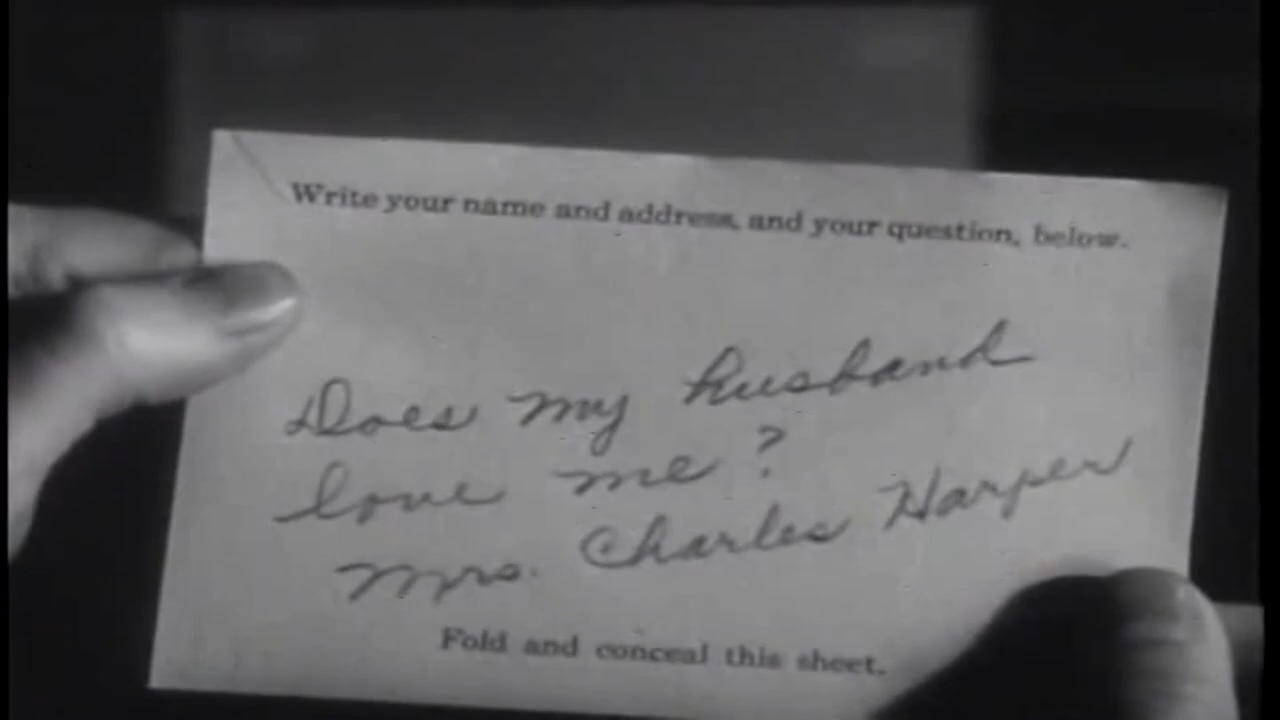 Write your name and address, and your question, below.
Does my husband
love me?
Mrs. Charles Harper
Fold and conceal this sheet.